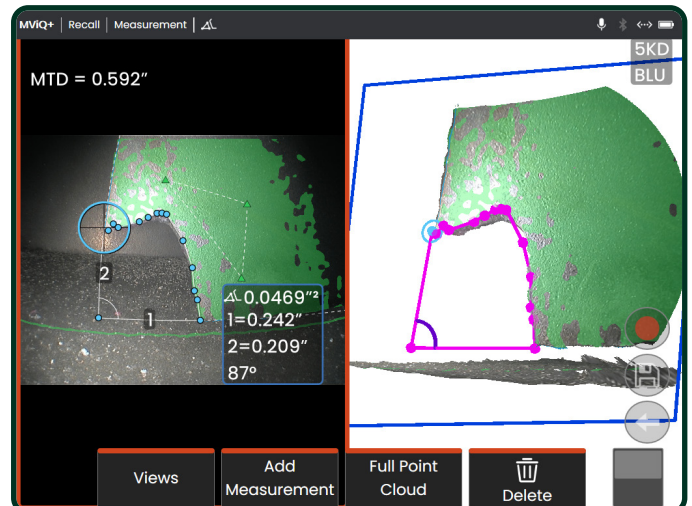 MViQ+ | Recall | Measurement |
MTD = 0.592”
5KD
BLU
2
1
0.0469”²
1=0.242”
2=0.209”
87°
Views
Add
Measurement
Full Point
Cloud
Delete